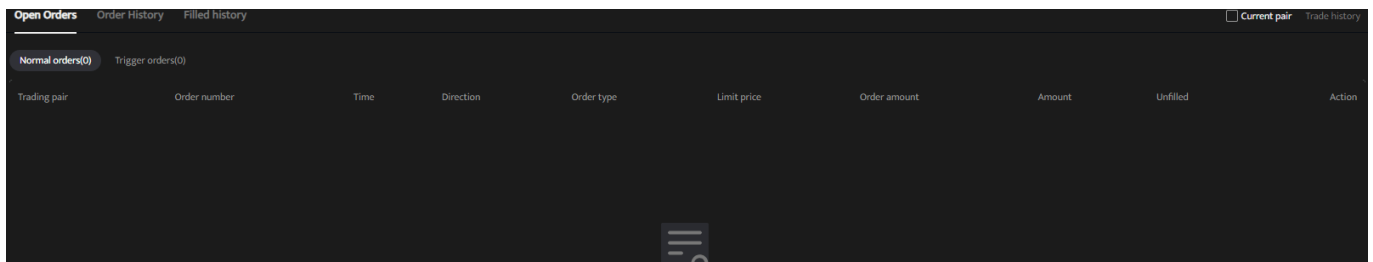 Open Orders Order History Filled history Current pair Trade history
Normal orders(0) Trigger orders(0)
Trading pair Order number Time Direction Order type Limit price Order amount Amount Unfilled Action